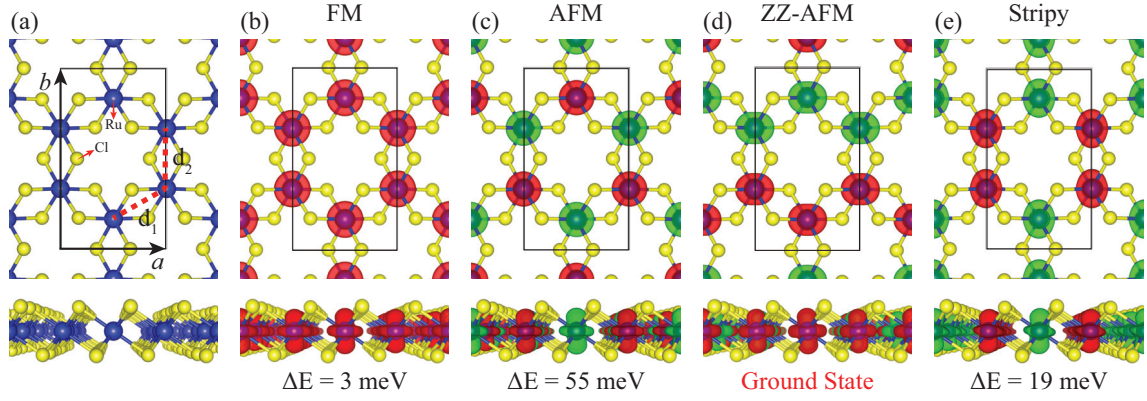 (a)
(b) FM
(c) AFM
(d) ZZ-AFM
(e) Stripy
b
Ru
Cl
d₂
d₁
a
ΔE = 3 meV
ΔE = 55 meV
Ground State
ΔE = 19 meV